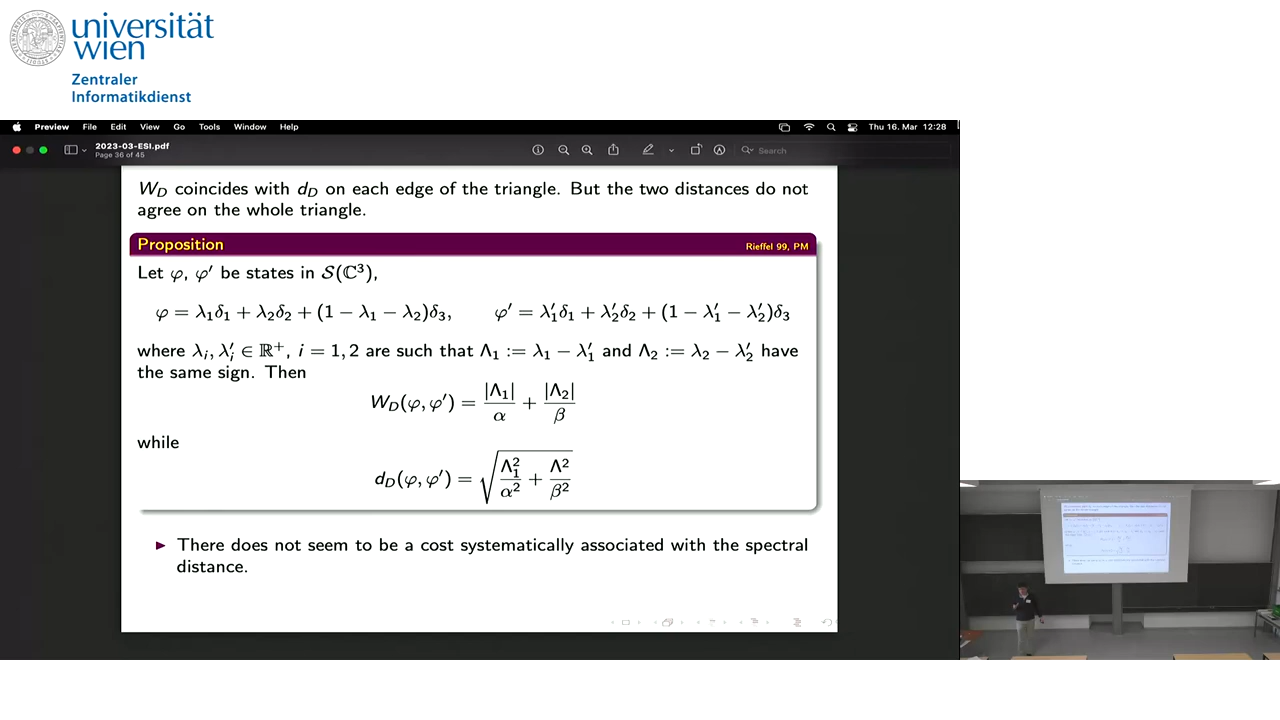 universität
wien
Zentraler
Informatikdienst
Preview File Edit View Go Tools Window Help Thu 16. Mar 12:28
2023-03-ESI.pdf
Page 36 of 45
Search
W_D coincides with d_D on each edge of the triangle. But the two distances do not
agree on the whole triangle.
Proposition Rieffel 99, PM
Let φ, φ′ be states in S(ℂ³),
φ = λ₁δ₁ + λ₂δ₂ + (1 − λ₁ − λ₂)δ₃, φ′ = λ′₁δ₁ + λ′₂δ₂ + (1 − λ′₁ − λ′₂)δ₃
where λᵢ, λ′ᵢ ∈ ℝ⁺, i = 1, 2 are such that Λ₁ := λ₁ − λ′₁ and Λ₂ := λ₂ − λ′₂ have
the same sign. Then
W_D(φ, φ′) = |Λ₁|/α + |Λ₂|/β
while
d_D(φ, φ′) = √(Λ₁²/α² + Λ²/β²)
► There does not seem to be a cost systematically associated with the spectral
distance.